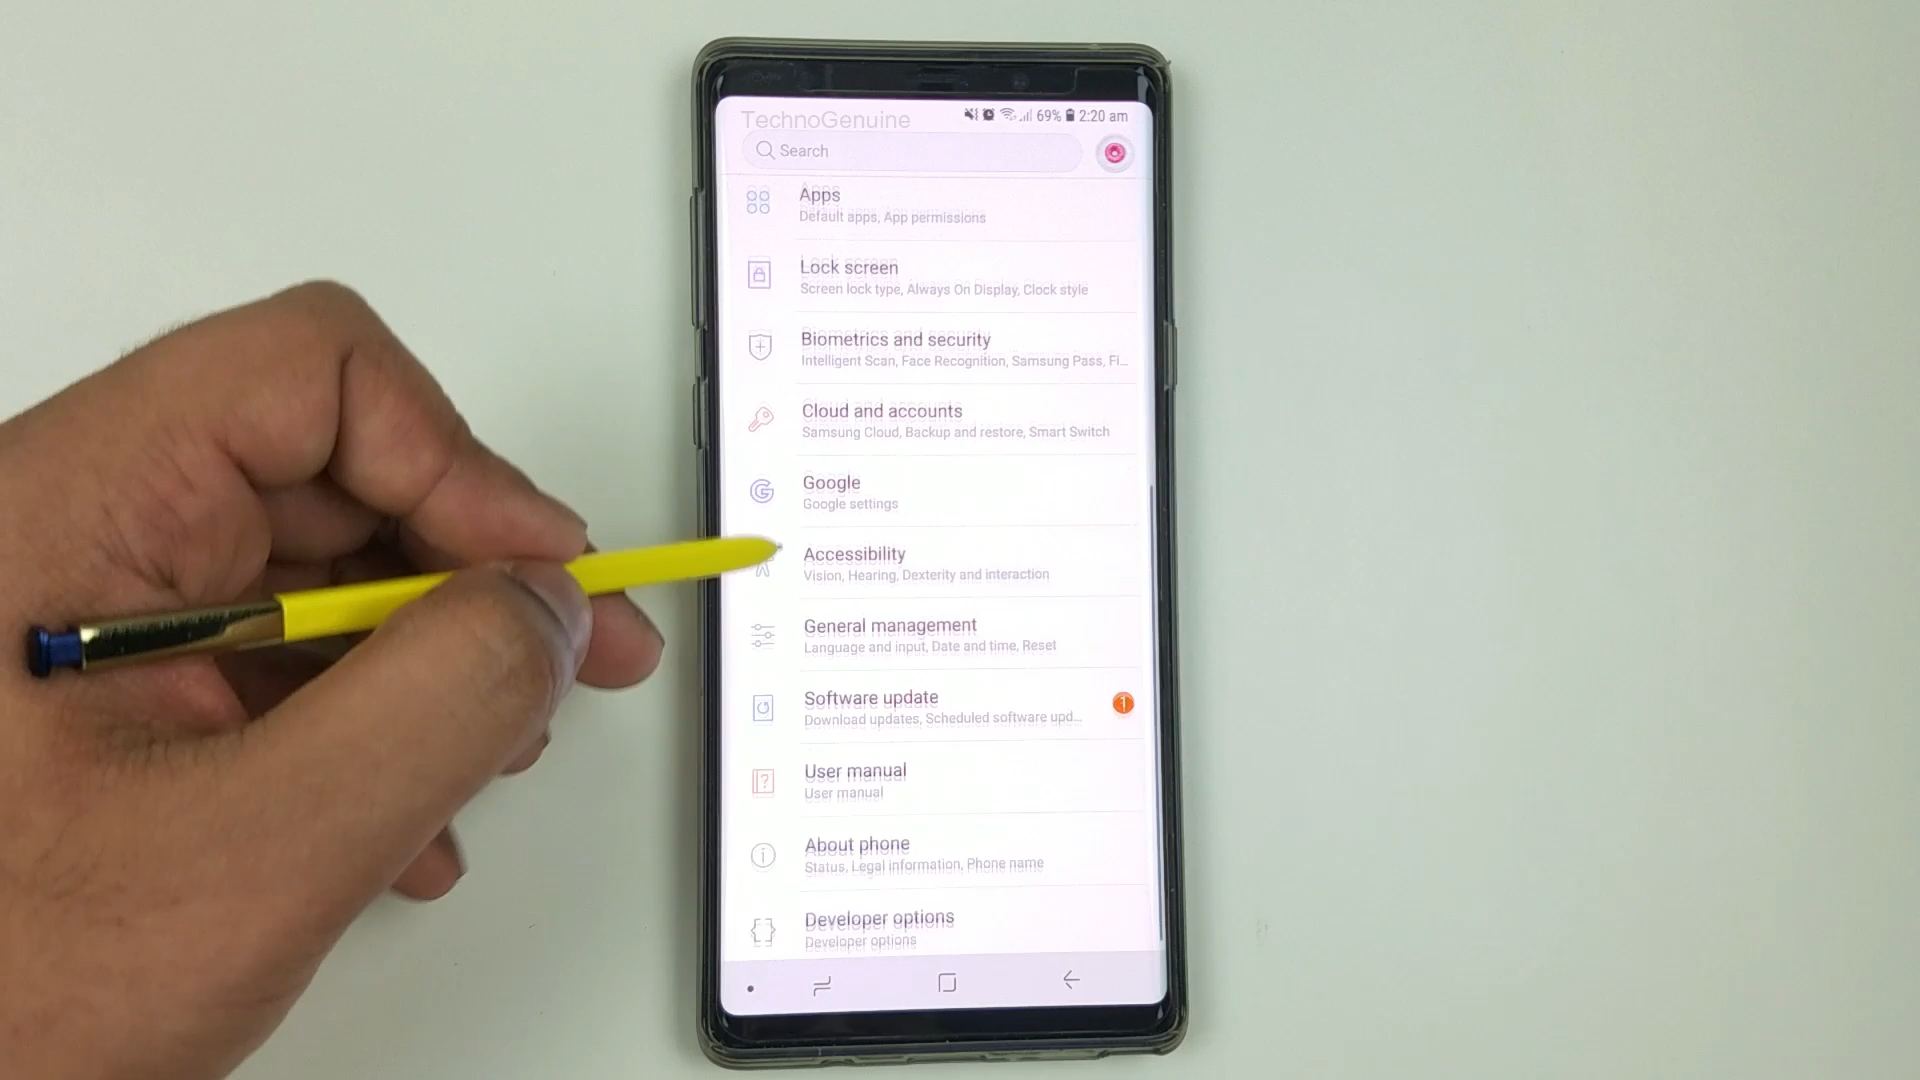 TechnoGenuine
69% 2:20 am
Search
Apps
Default apps, App permissions
Lock screen
Screen lock type, Always On Display, Clock style
Biometrics and security
Intelligent Scan, Face Recognition, Samsung Pass, Fi...
Cloud and accounts
Samsung Cloud, Backup and restore, Smart Switch
Google
Google settings
Accessibility
Vision, Hearing, Dexterity and interaction
General management
Language and input, Date and time, Reset
Software update
1
Download updates, Scheduled software upd...
User manual
User manual
About phone
Status, Legal information, Phone name
Developer options
Developer options